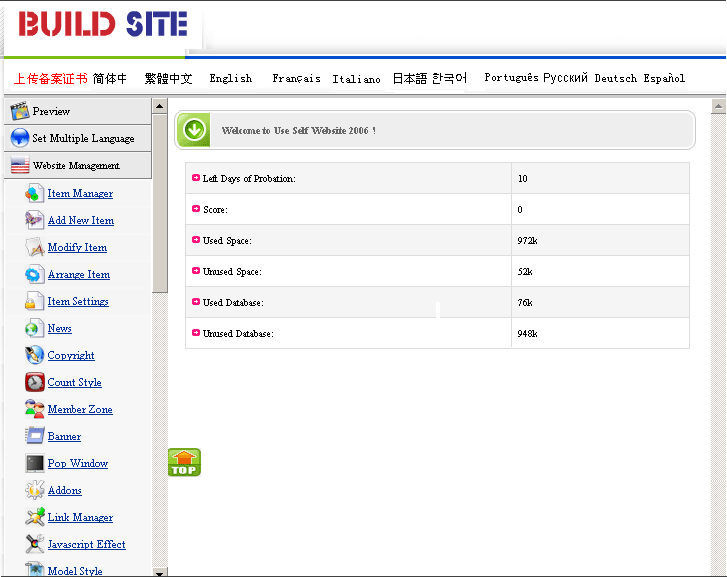 BUILD SITE
上传备案证书 简体中 繁體中文 English Français Italiano 日本語 한국어 Português Русский Deutsch Español
Preview
Set Multiple Language
Website Management
Item Manager
Add New Item
Modify Item
Arrange Item
Item Settings
News
Copyright
Count Style
Member Zone
Banner
Pop Window
Addons
Link Manager
Javascript Effect
Model Style
Welcome to Use Self Website 2006 !
Left Days of Probation: 10
Score: 0
Used Space: 972k
Unused Space: 52k
Used Database: 76k
Unused Database: 948k
TOP